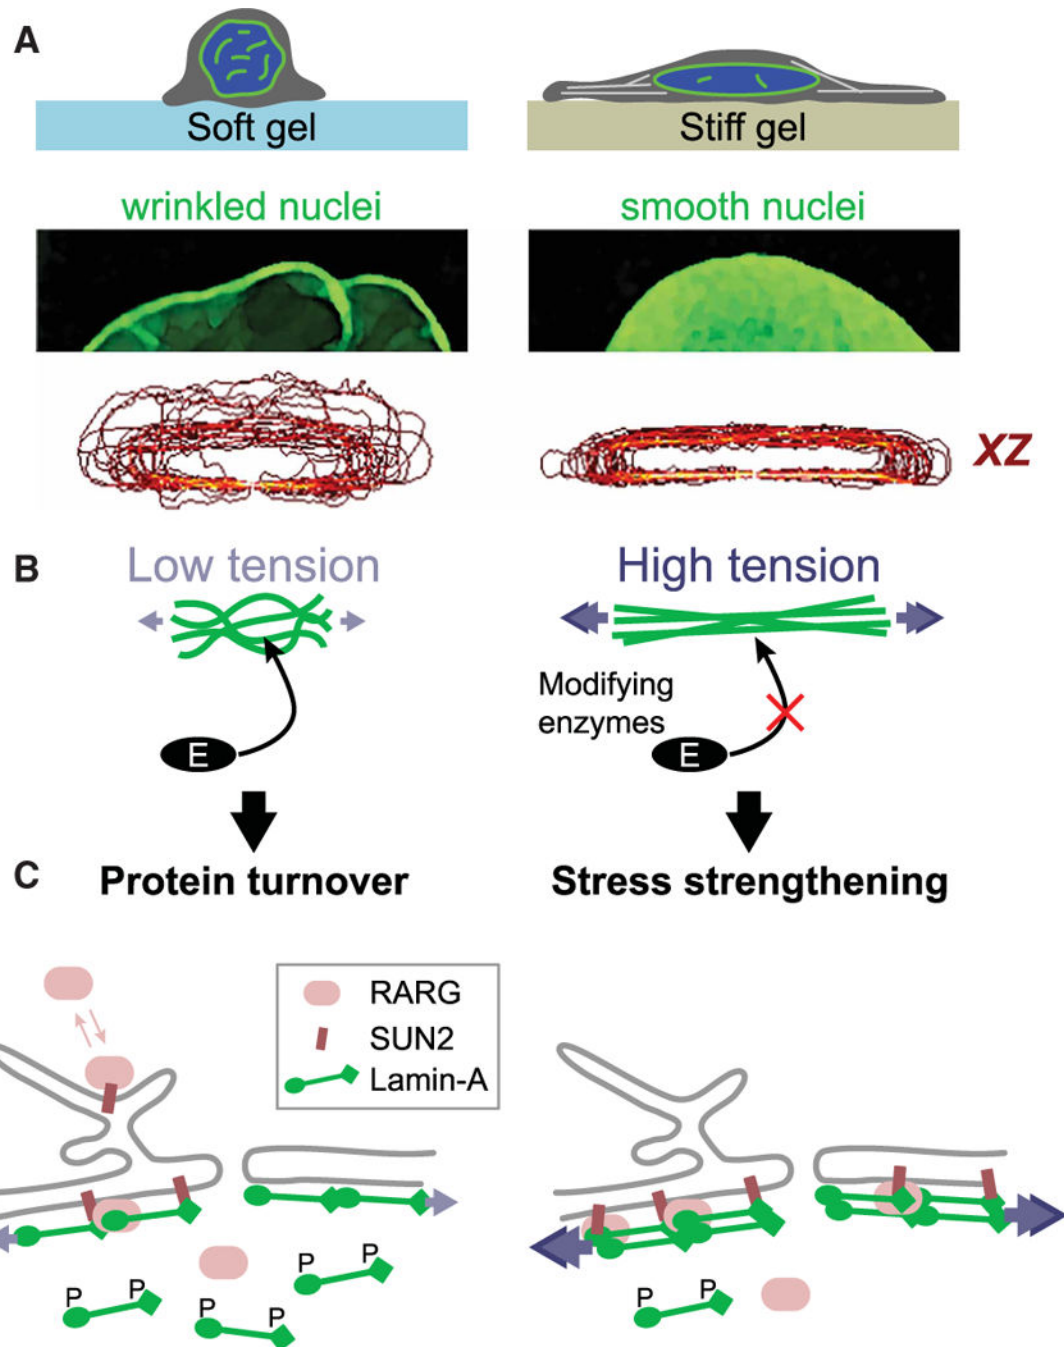 A
Soft gel
Stiff gel
wrinkled nuclei
smooth nuclei
XZ
B
Low tension
High tension
Modifying
enzymes
E
E
C
Protein turnover
Stress strengthening
RARG
SUN2
Lamin-A
P
P
P
P
P
P
P
P